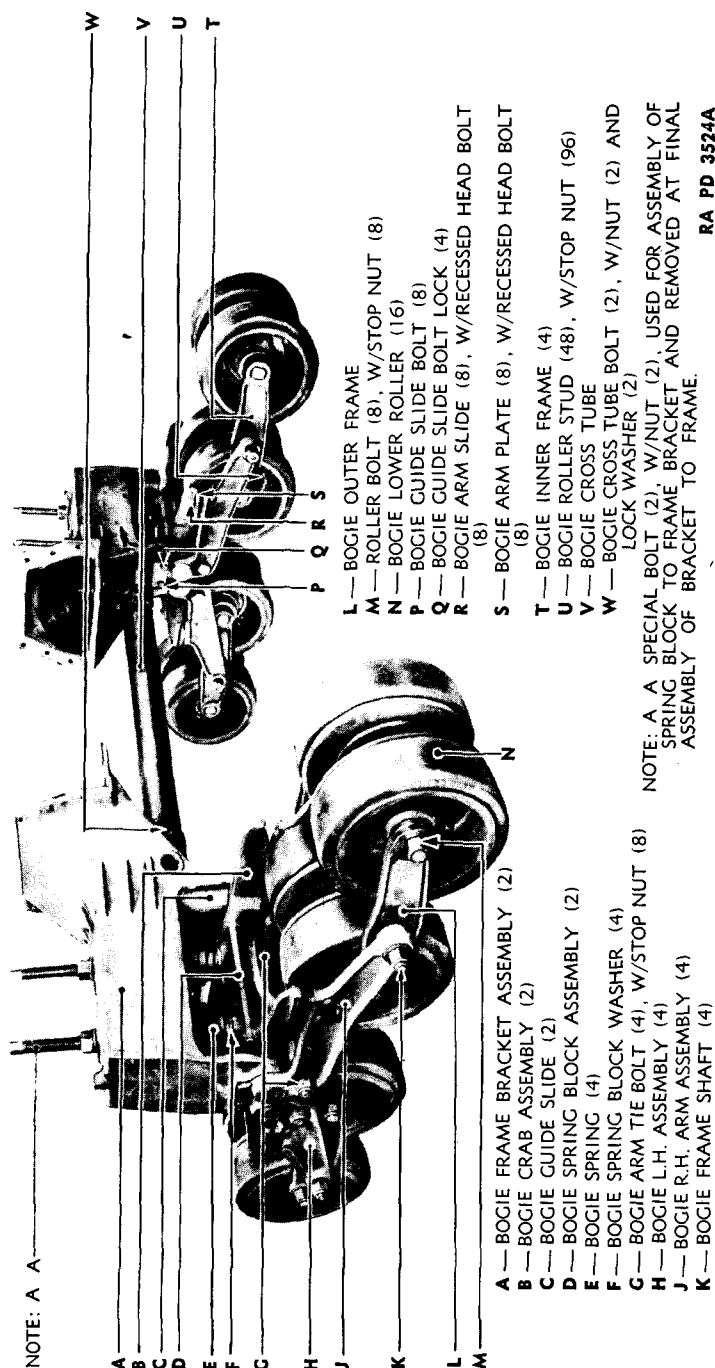 NOTE: A A
A
B
C
D
E
F
G
H
J
K
L
M
N
P
Q
R
S
T
U
V
W
A — BOGIE FRAME BRACKET ASSEMBLY (2)
B — BOGIE CRAB ASSEMBLY (2)
C — BOGIE GUIDE SLIDE (2)
D — BOGIE SPRING BLOCK ASSEMBLY (2)
E — BOGIE SPRING (4)
F — BOGIE SPRING BLOCK WASHER (4)
G — BOGIE ARM TIE BOLT (4), W/STOP NUT (8)
H — BOGIE L.H. ASSEMBLY (4)
J — BOGIE R.H. ARM ASSEMBLY (4)
K — BOGIE FRAME SHAFT (4)
L — BOGIE OUTER FRAME
M — ROLLER BOLT (8), W/STOP NUT (8)
N — BOGIE LOWER ROLLER (16)
P — BOGIE GUIDE SLIDE BOLT (8)
Q — BOGIE GUIDE SLIDE BOLT LOCK (4)
R — BOGIE ARM SLIDE (8), W/RECESSED HEAD BOLT
(8)
S — BOGIE ARM PLATE (8), W/RECESSED HEAD BOLT
(8)
T — BOGIE INNER FRAME (4)
U — BOGIE ROLLER STUD (48), W/STOP NUT (96)
V — BOGIE CROSS TUBE
W — BOGIE CROSS TUBE BOLT (2), W/NUT (2) AND
LOCK WASHER (2)
NOTE: A A SPECIAL BOLT (2), W/NUT (2), USED FOR ASSEMBLY OF
SPRING BLOCK TO FRAME BRACKET AND REMOVED AT FINAL
ASSEMBLY OF BRACKET TO FRAME.
RA PD 3524A